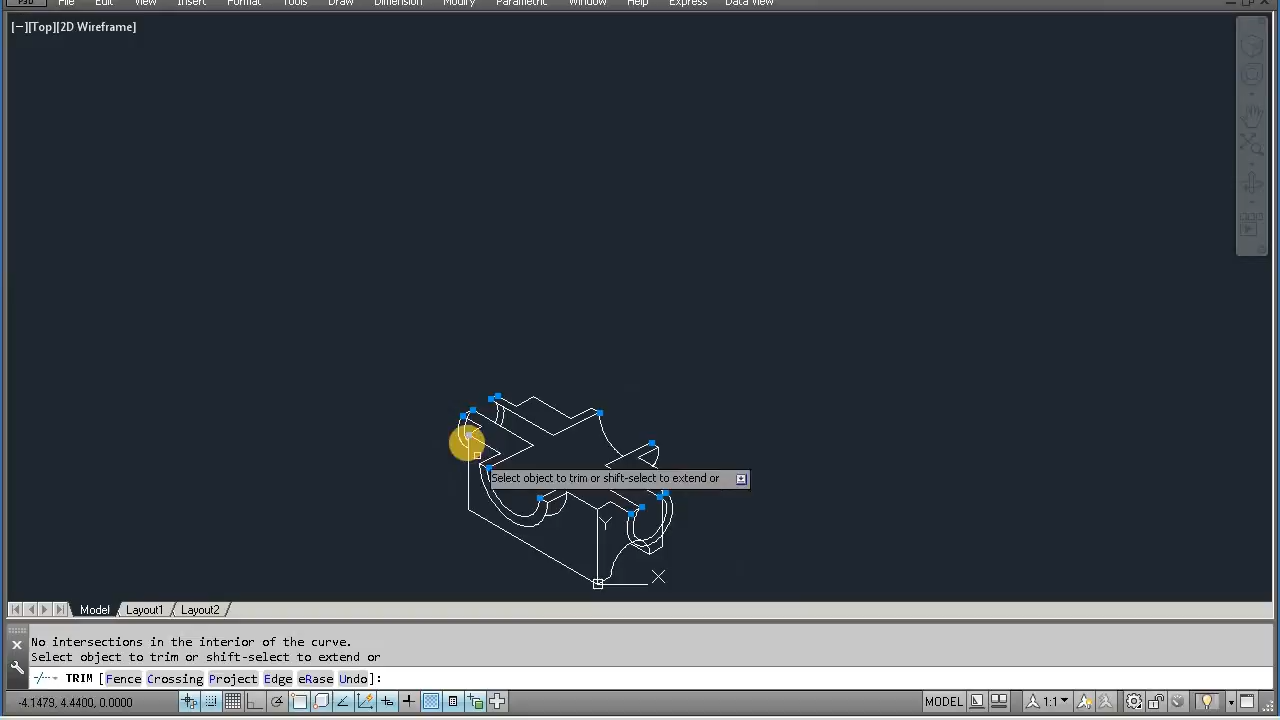 File Edit View Insert Format Tools Draw Dimension Modify Parametric Window Help Express Data View
[−][Top][2D Wireframe]
Select object to trim or shift-select to extend or
Y
X
Model Layout1 Layout2
No intersections in the interior of the curve.
Select object to trim or shift-select to extend or
TRIM [Fence Crossing Project Edge eRase Undo]:
-4.1479, 4.4400, 0.0000 MODEL 1:1